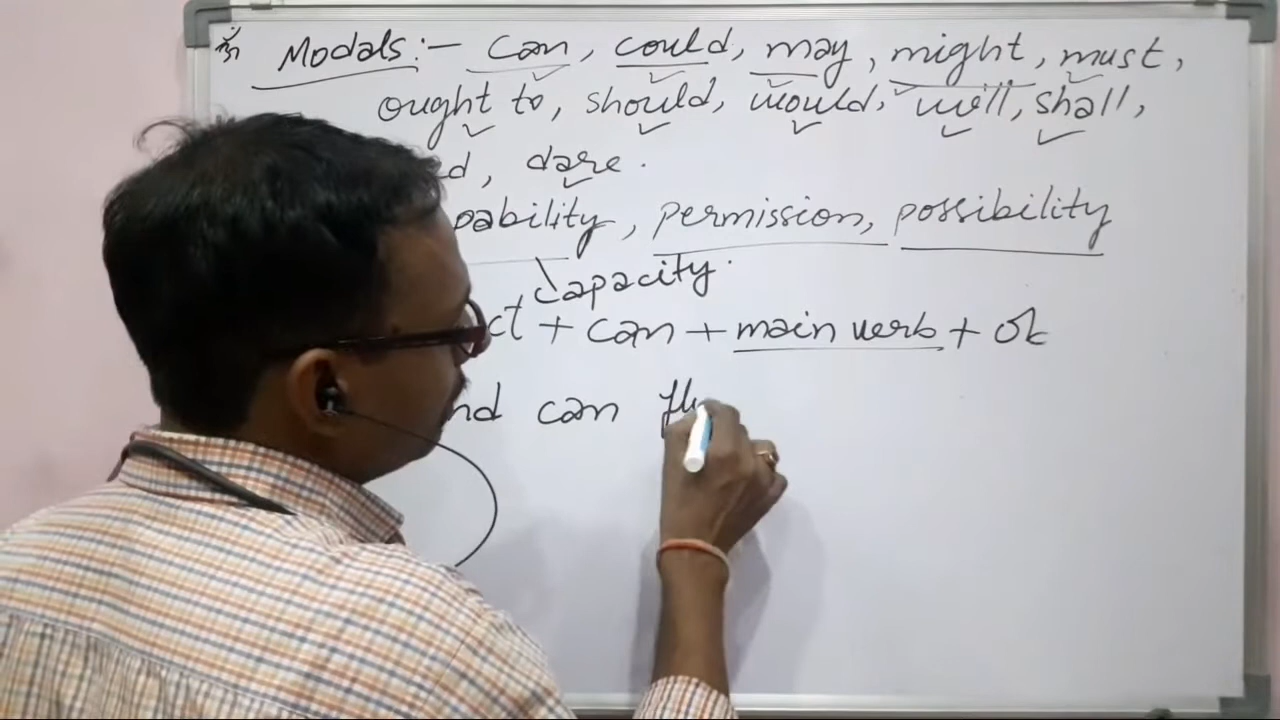 Modals:- Can, could, may, might, must,
ought to, should, would, will, shall,
dare.
permission, possibility
capacity.
+ can + main verb +
can